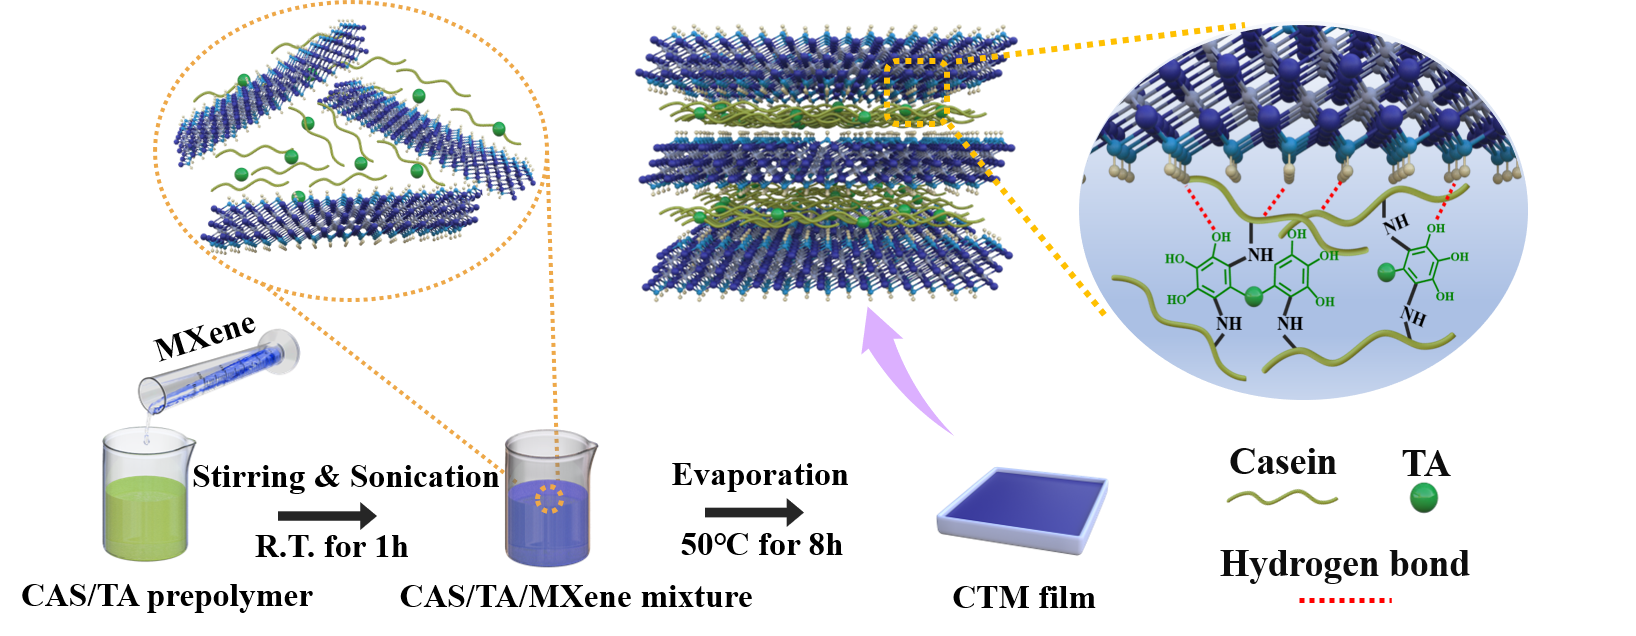 MXene
Stirring & Sonication
R.T. for 1h
CAS/TA prepolymer
CAS/TA/MXene mixture
Evaporation
50℃ for 8h
CTM film
OH
HO
HO
NH
NH
OH
OH
OH
NH
NH
OH
OH
OH
NH
Casein
TA
Hydrogen bond